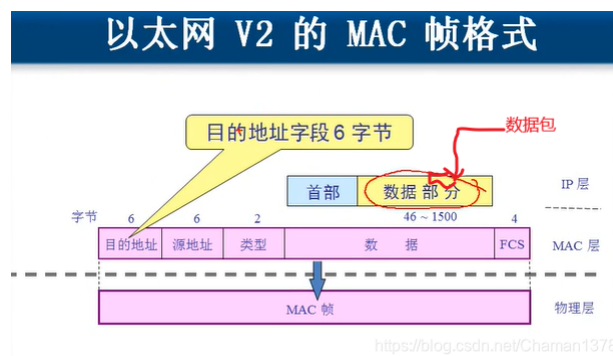 以太网 V2 的 MAC 帧格式
目的地址字段 6 字节
数据包
首部 数据部分 IP 层
字节 6 6 2 46 ~ 1500 4
目的地址 源地址 类型 数 据 FCS MAC 层
MAC 帧 物理层
https://blog.csdn.net/Chaman1378